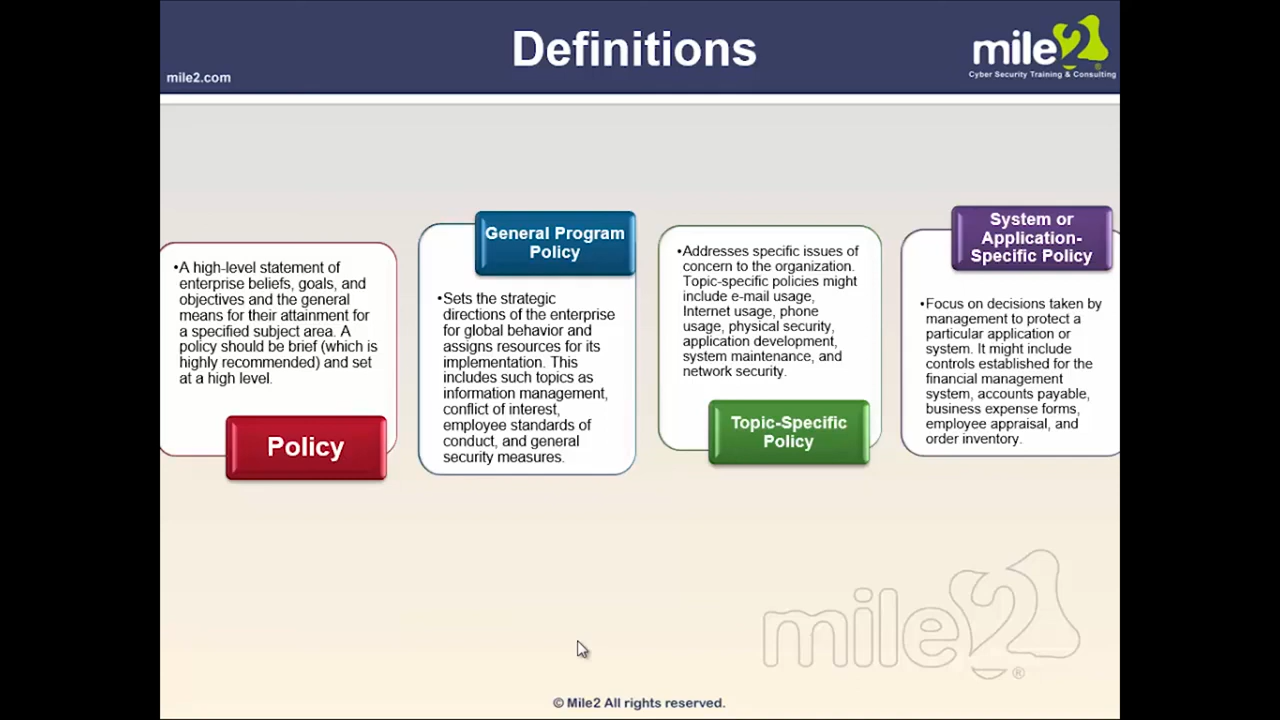 Definitions
mile2.com
mile2
Cyber Security Training & Consulting
•A high-level statement of
enterprise beliefs, goals, and
objectives and the general
means for their attainment for
a specified subject area. A
policy should be brief (which is
highly recommended) and set
at a high level.
Policy
General Program
Policy
•Sets the strategic
directions of the enterprise
for global behavior and
assigns resources for its
implementation. This
includes such topics as
information management,
conflict of interest,
employee standards of
conduct, and general
security measures.
•Addresses specific issues of
concern to the organization.
Topic-specific policies might
include e-mail usage,
Internet usage, phone
usage, physical security,
application development,
system maintenance, and
network security.
Topic-Specific
Policy
System or
Application-
Specific Policy
•Focus on decisions taken by
management to protect a
particular application or
system. It might include
controls established for the
financial management
system, accounts payable,
business expense forms,
employee appraisal, and
order inventory.
mile2®
© Mile2 All rights reserved.